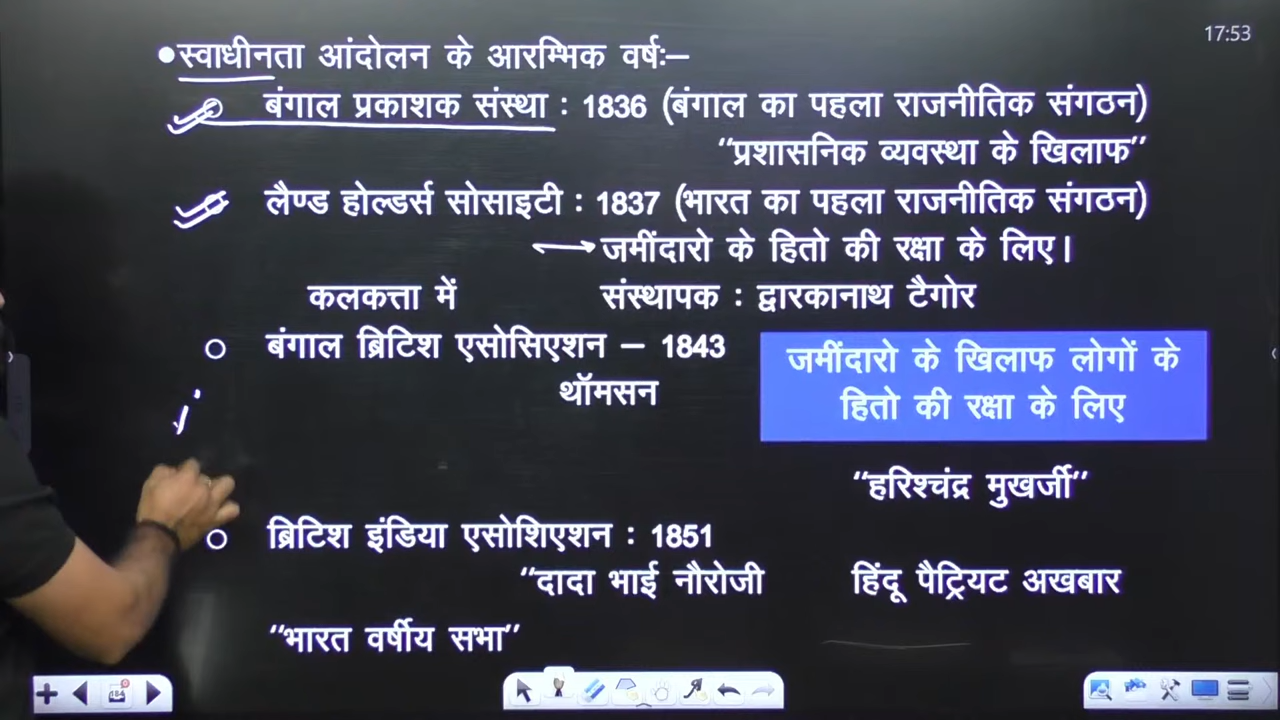 17:53
•स्वाधीनता आंदोलन के आरम्भिक वर्षः–
बंगाल प्रकाशक संस्था : 1836 (बंगाल का पहला राजनीतिक संगठन)
“प्रशासनिक व्यवस्था के खिलाफ”
लैण्ड होल्डर्स सोसाइटी : 1837 (भारत का पहला राजनीतिक संगठन)
→ जमींदारो के हितो की रक्षा के लिए।
कलकत्ता में संस्थापक : द्वारकानाथ टैगोर
बंगाल ब्रिटिश एसोसिएशन – 1843
थॉमसन
जमींदारो के खिलाफ लोगों के
हितो की रक्षा के लिए
“हरिश्चंद्र मुखर्जी”
ब्रिटिश इंडिया एसोशिएशन : 1851
“दादा भाई नौरोजी हिंदू पैट्रियट अखबार
“भारत वर्षीय सभा”
184